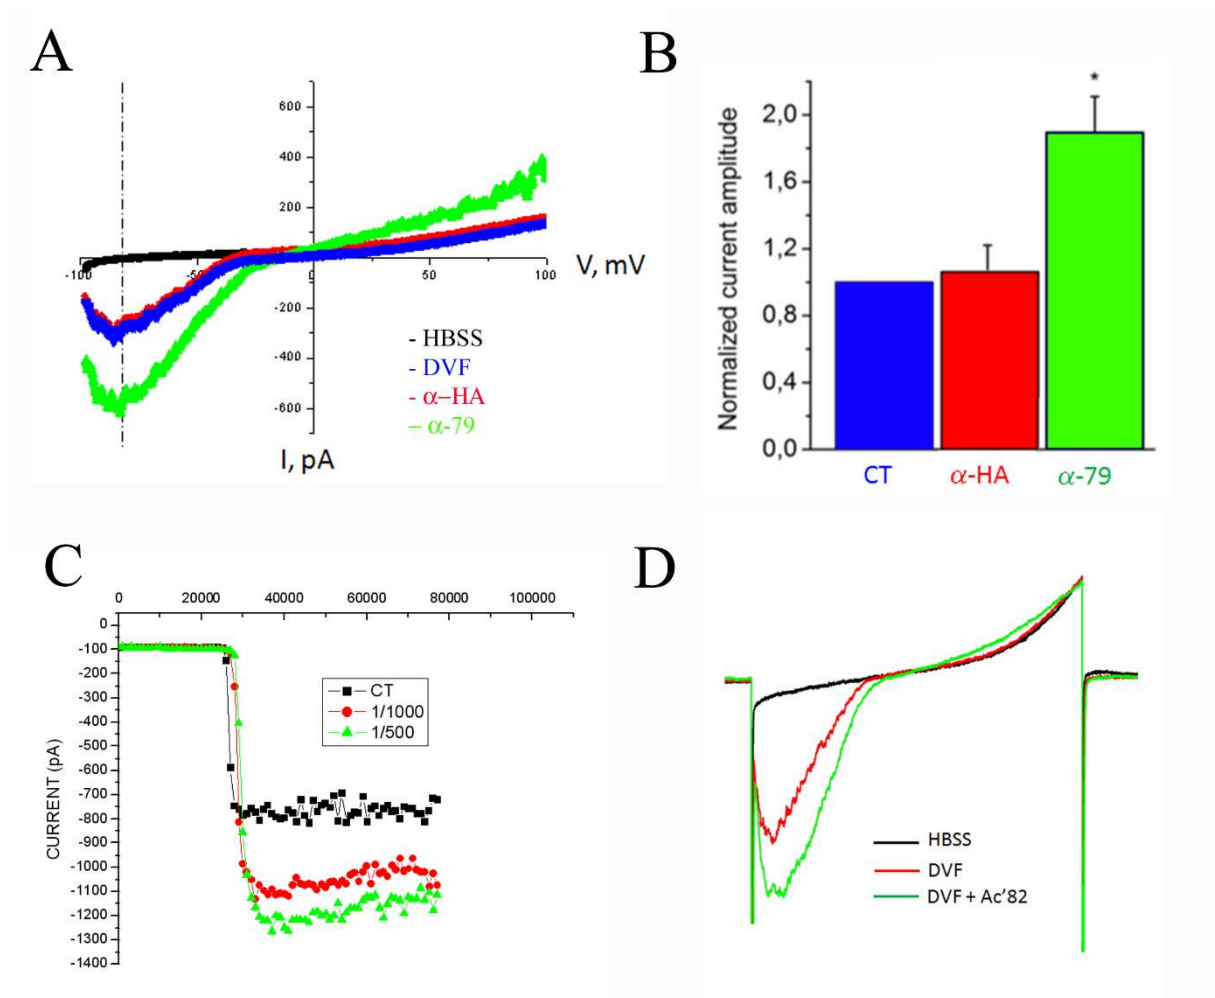 A
600
400
200
-100
-50
0
50
100
V, mV
-200
-400
-600
I, pA
- HBSS
- DVF
- α–HA
– α-79
B
Normalized current amplitude
2,0
1,6
1,2
0,8
0,4
0,0
*
CT
α-HA
α-79
C
0
20000
40000
60000
80000
100000
CURRENT (pA)
0
-100
-200
-300
-400
-500
-600
-700
-800
-900
-1000
-1100
-1200
-1300
-1400
CT
1/1000
1/500
D
HBSS
DVF
DVF + Ac'82